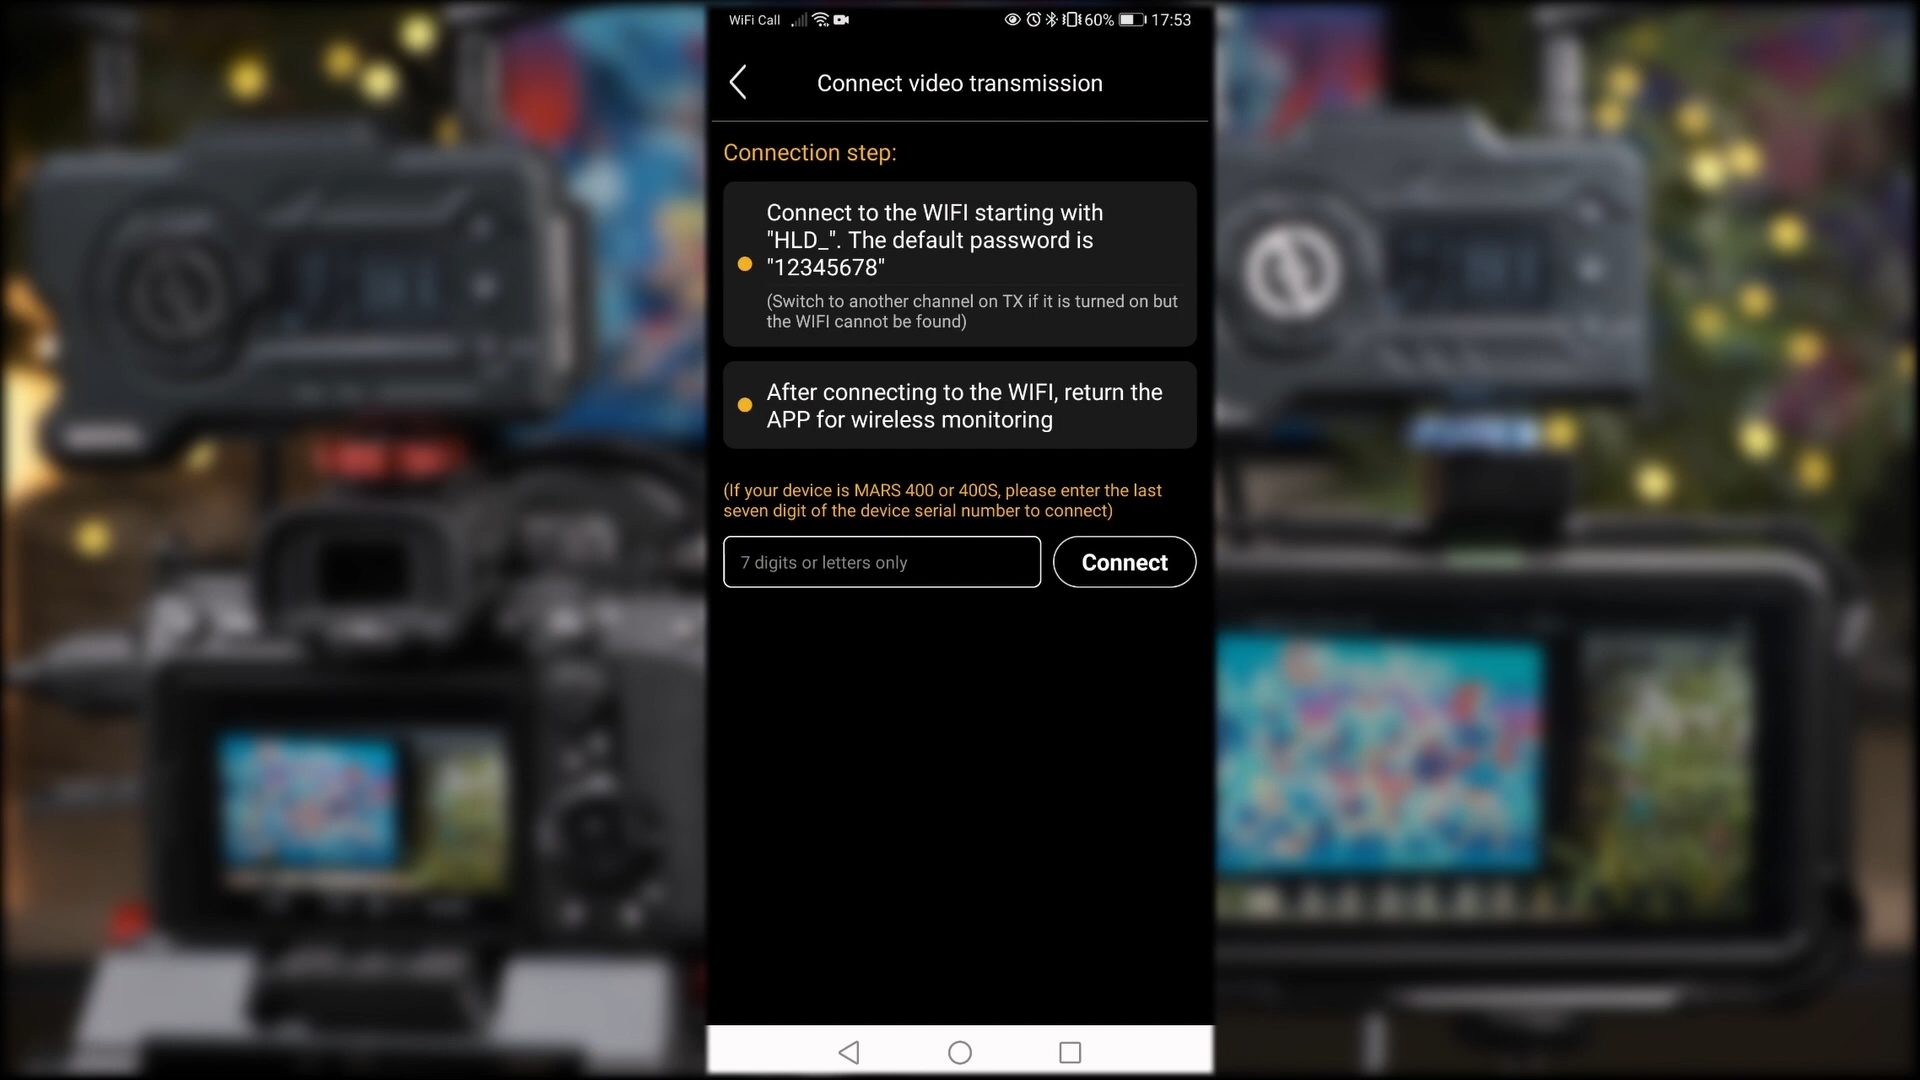 WiFi Call
60%
17:53
Connect video transmission
Connection step:
Connect to the WIFI starting with
"HLD_". The default password is
"12345678"
(Switch to another channel on TX if it is turned on but
the WIFI cannot be found)
After connecting to the WIFI, return the
APP for wireless monitoring
(If your device is MARS 400 or 400S, please enter the last
seven digit of the device serial number to connect)
7 digits or letters only
Connect